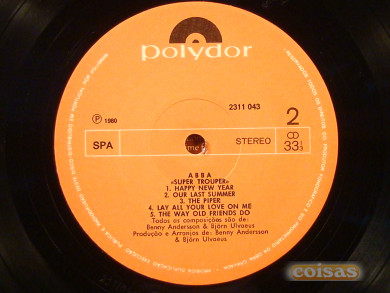 polydor
2311 043
℗ 1980
2
SPA
STEREO
33 1/3
ABBA
«SUPER TROUPER»
1. HAPPY NEW YEAR
2. OUR LAST SUMMER
3. THE PIPER
4. LAY ALL YOUR LOVE ON ME
5. THE WAY OLD FRIENDS DO
Todas as composições são de:
Benny Andersson & Björn Ulvaeus
Produção e Arranjos de: Benny Andersson
& Björn Ulvaeus
coisas